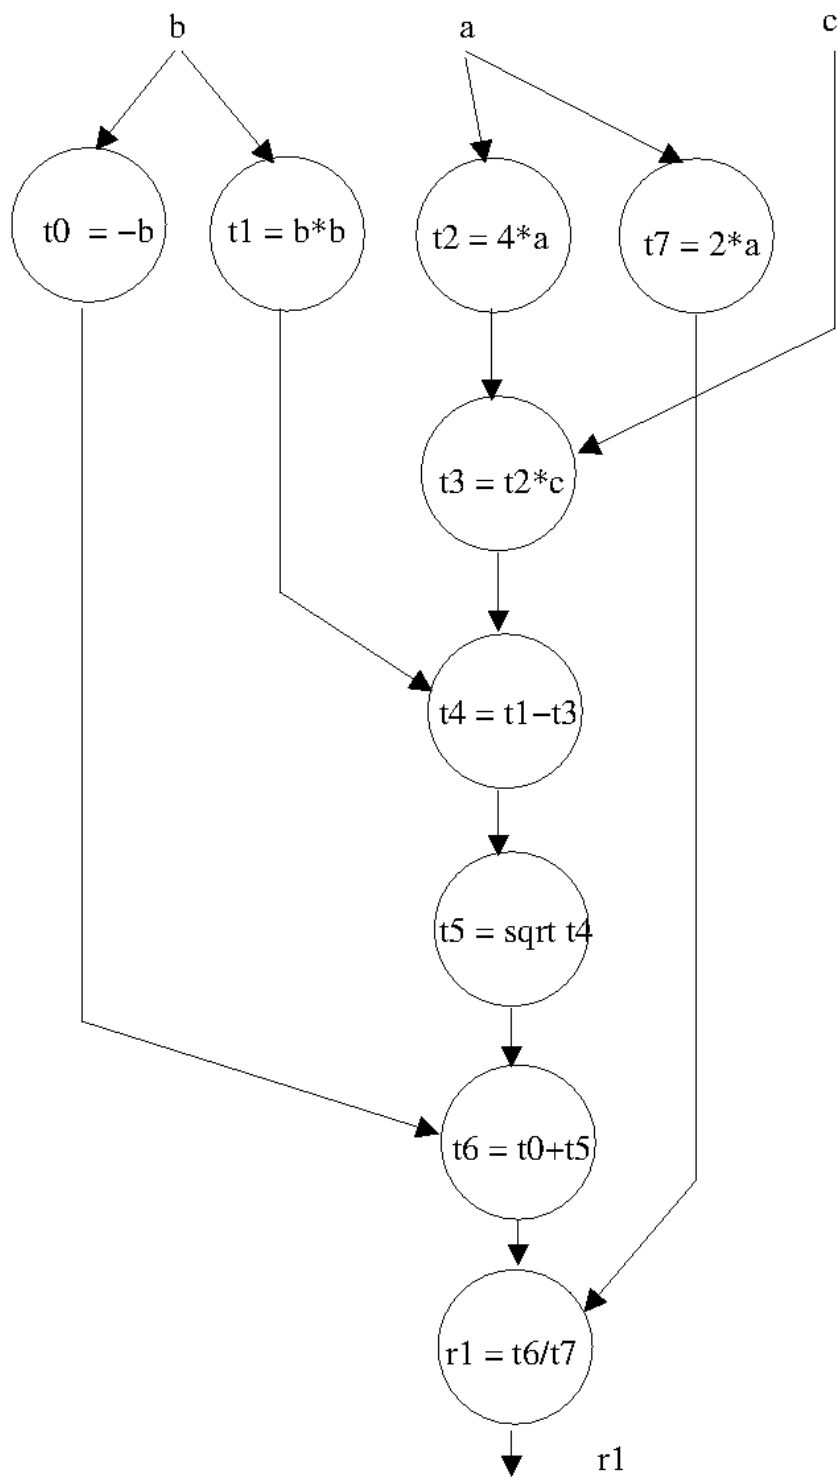 b
a
c
t0 = −b
t1 = b*b
t2 = 4*a
t7 = 2*a
t3 = t2*c
t4 = t1−t3
t5 = sqrt t4
t6 = t0+t5
r1 = t6/t7
r1